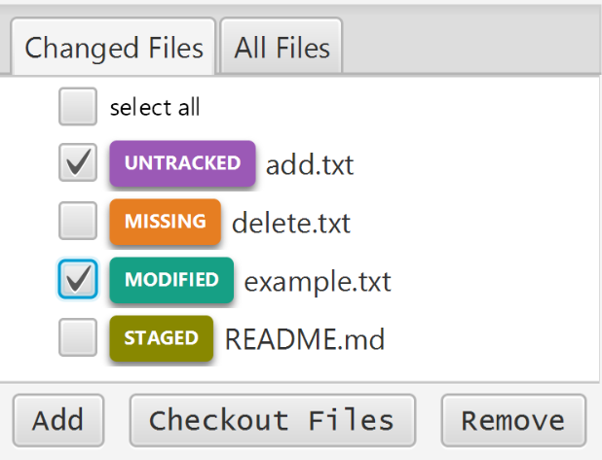 Changed Files All Files
select all
UNTRACKED add.txt
MISSING delete.txt
MODIFIED example.txt
STAGED README.md
Add Checkout Files Remove